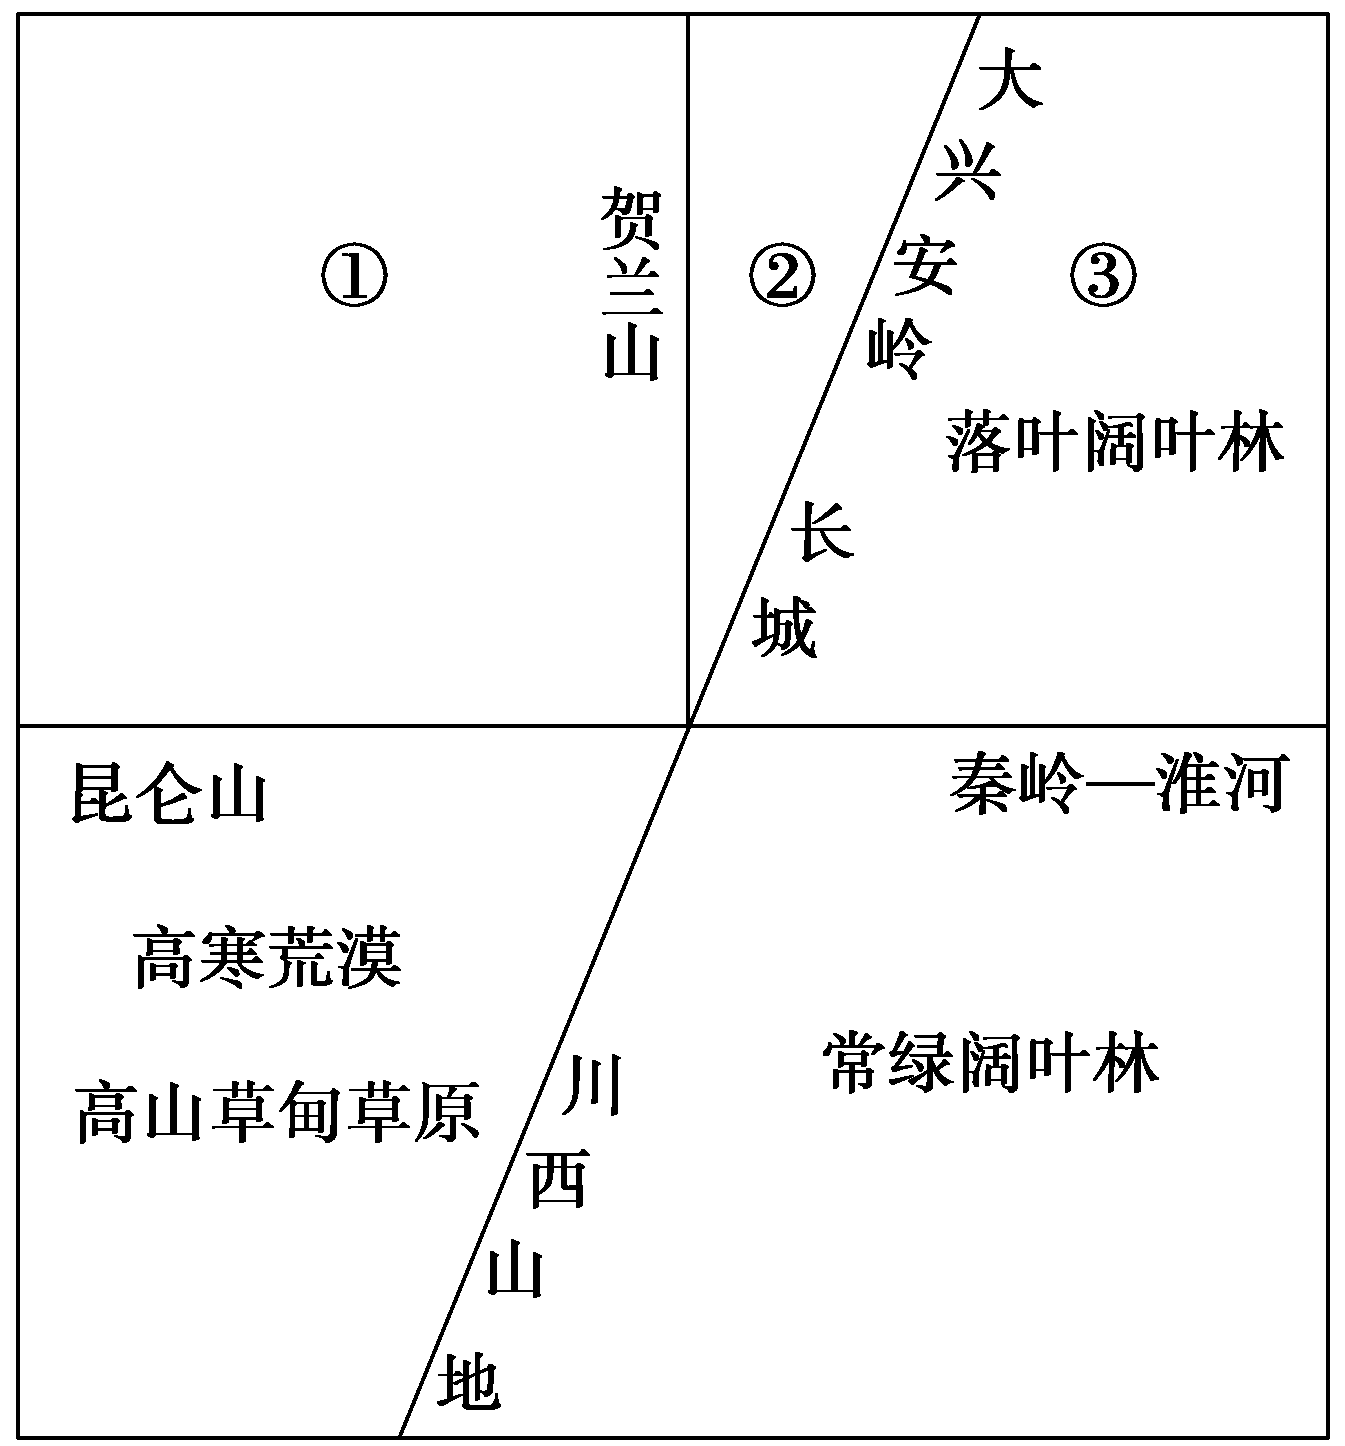 大兴安岭
贺兰山
①
②
③
落叶阔叶林
长城
昆仑山
秦岭—淮河
高寒荒漠
常绿阔叶林
高山草甸草原
川西山地